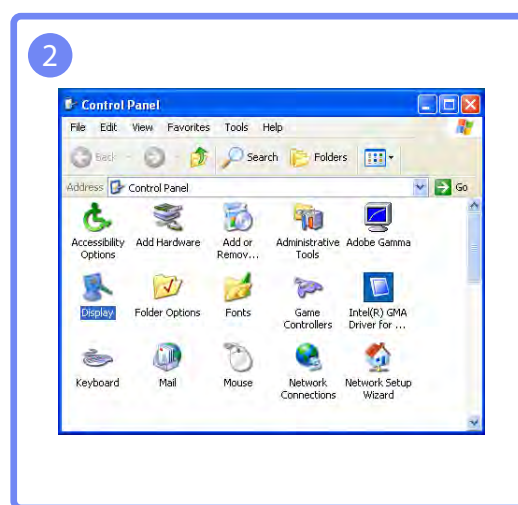 2
Control Panel
File Edit View Favorites Tools Help
Back Search Folders
Address Control Panel Go
Accessibility Options
Add Hardware
Add or Remov...
Administrative Tools
Adobe Gamma
Display
Folder Options
Fonts
Game Controllers
Intel(R) GMA Driver for ...
Keyboard
Mail
Mouse
Network Connections
Network Setup Wizard